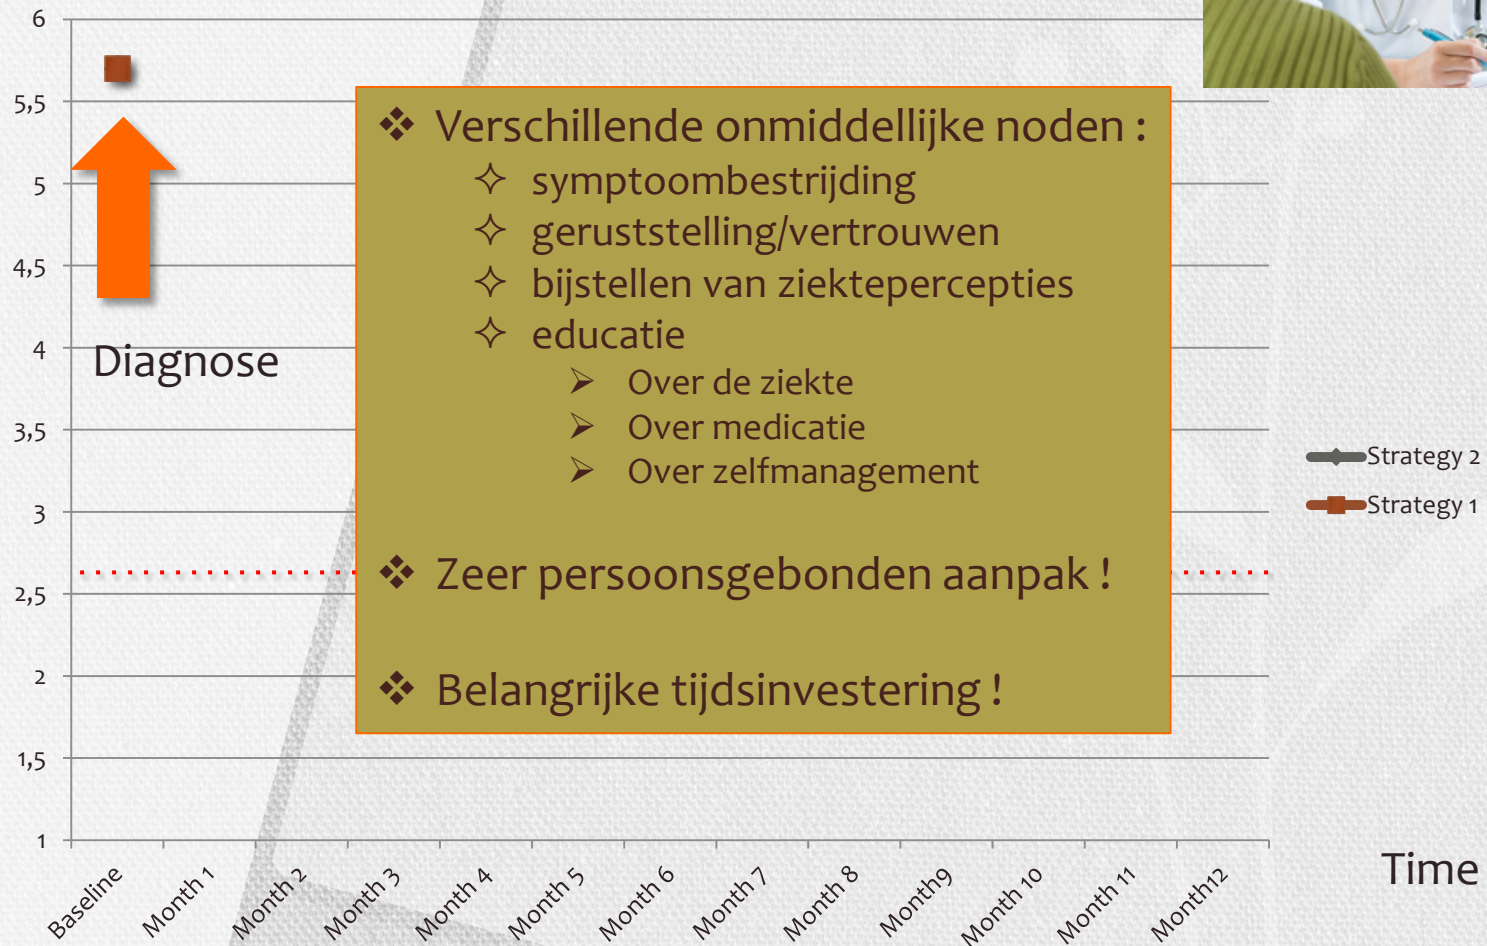 6
5,5
5
4,5
4
3,5
3
2,5
2
1,5
1
Diagnose
❖ Verschillende onmiddellijke noden :
✧ symptoombestrijding
✧ geruststelling/vertrouwen
✧ bijstellen van ziektepercepties
✧ educatie
➢ Over de ziekte
➢ Over medicatie
➢ Over zelfmanagement
❖ Zeer persoonsgebonden aanpak !
❖ Belangrijke tijdsinvestering !
Strategy 2
Strategy 1
Baseline
Month 1
Month 2
Month 3
Month 4
Month 5
Month 6
Month 7
Month 8
Month9
Month 10
Month 11
Month12
Time